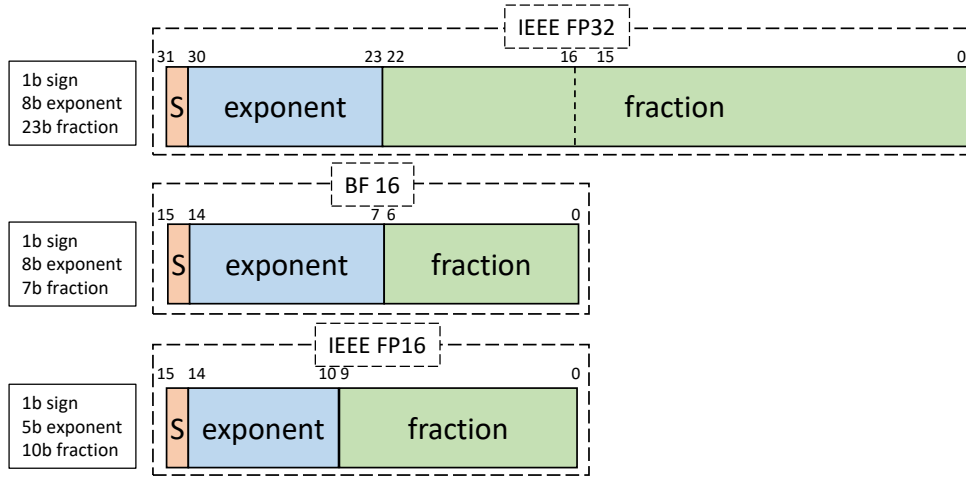 IEEE FP32
31 30 23 22 16 15 0
1b sign
8b exponent
23b fraction
S exponent fraction
BF 16
15 14 7 6 0
1b sign
8b exponent
7b fraction
S exponent fraction
IEEE FP16
15 14 10 9 0
1b sign
5b exponent
10b fraction
S exponent fraction